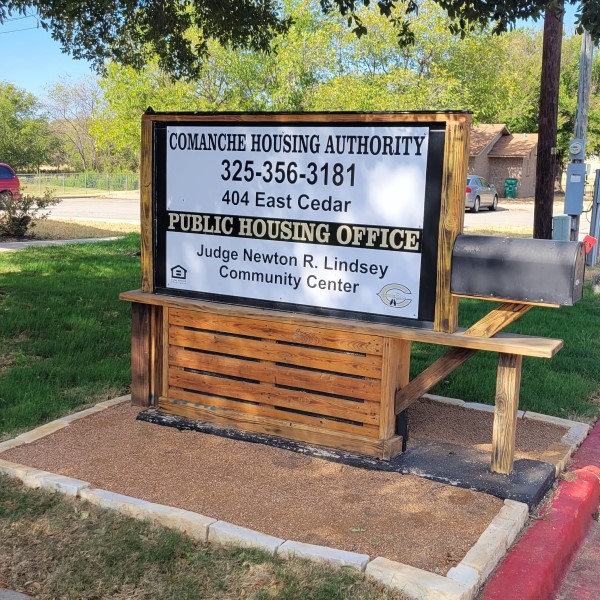 COMANCHE HOUSING AUTHORITY
325-356-3181
404 East Cedar
PUBLIC HOUSING OFFICE
Judge Newton R. Lindsey
Community Center